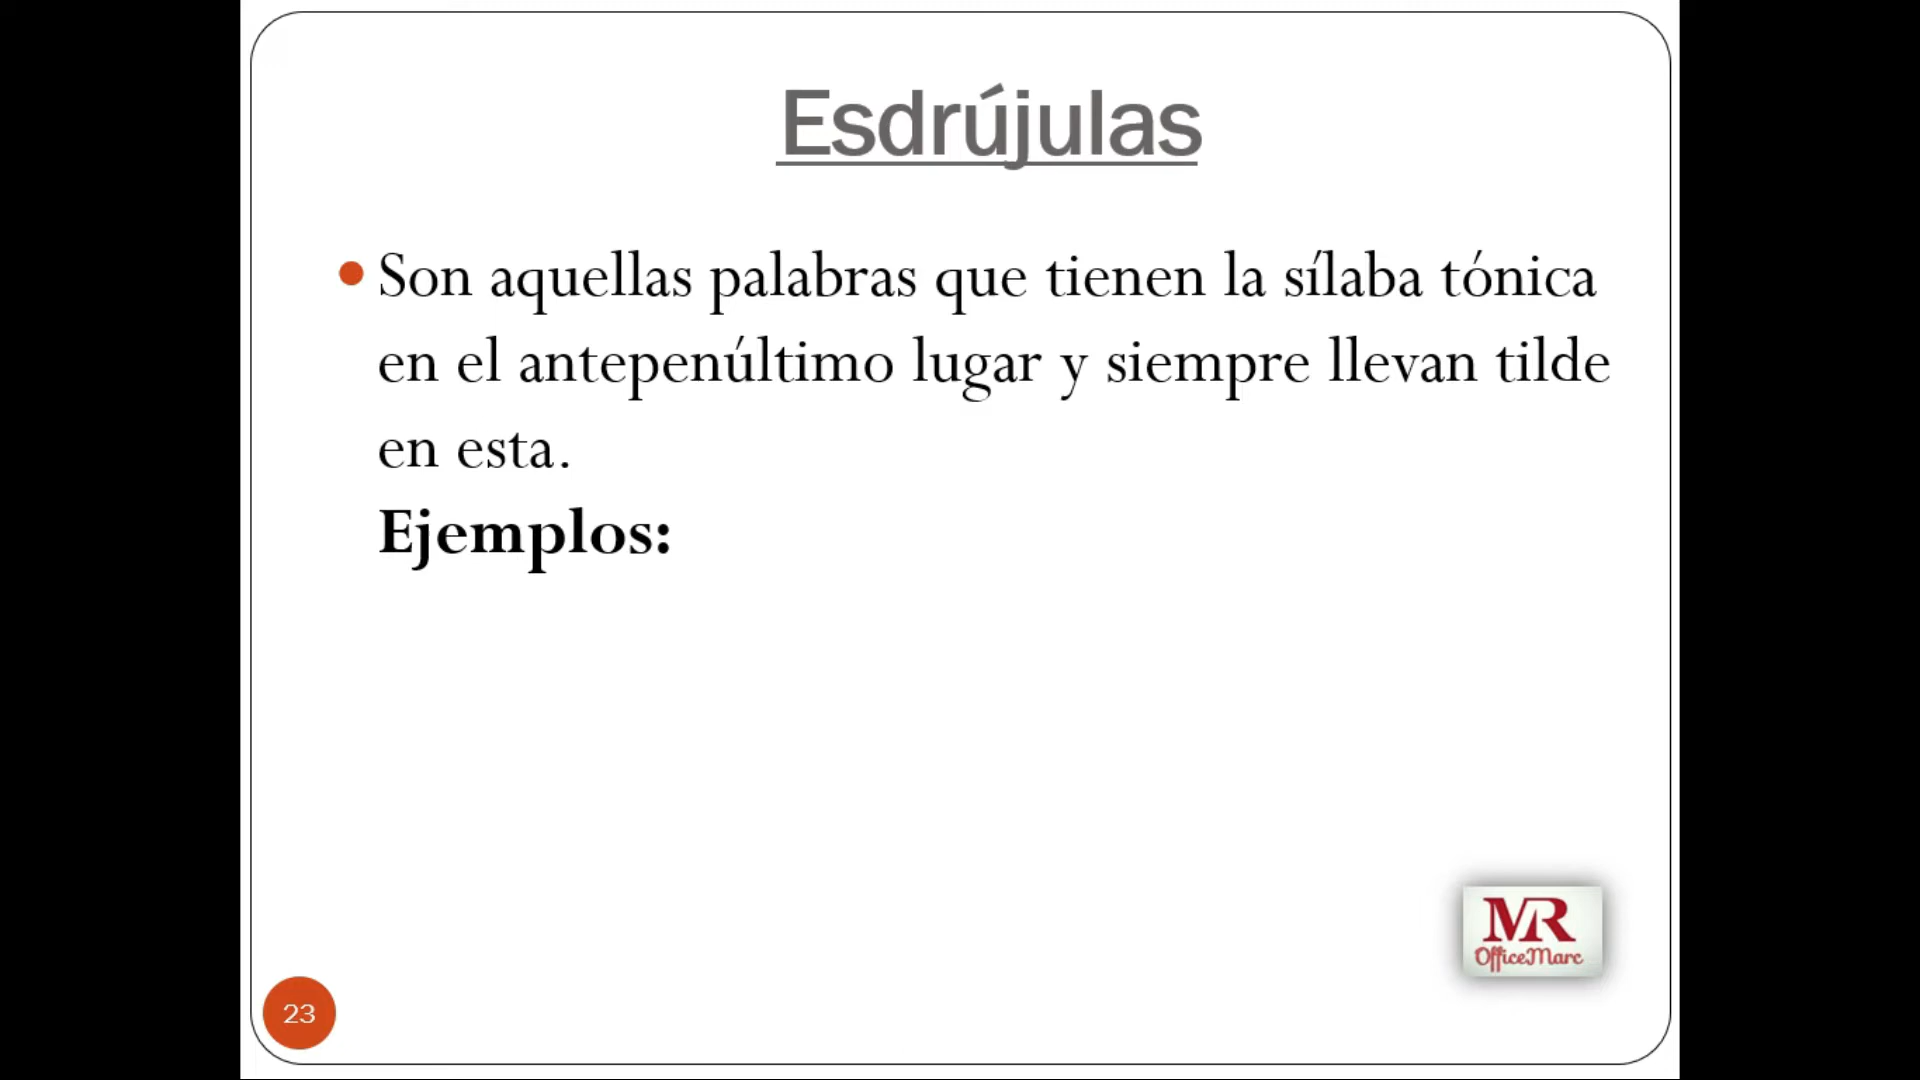 Esdrújulas
• Son aquellas palabras que tienen la sílaba tónica
en el antepenúltimo lugar y siempre llevan tilde
en esta.
Ejemplos:
MR
OfficeMarc
23